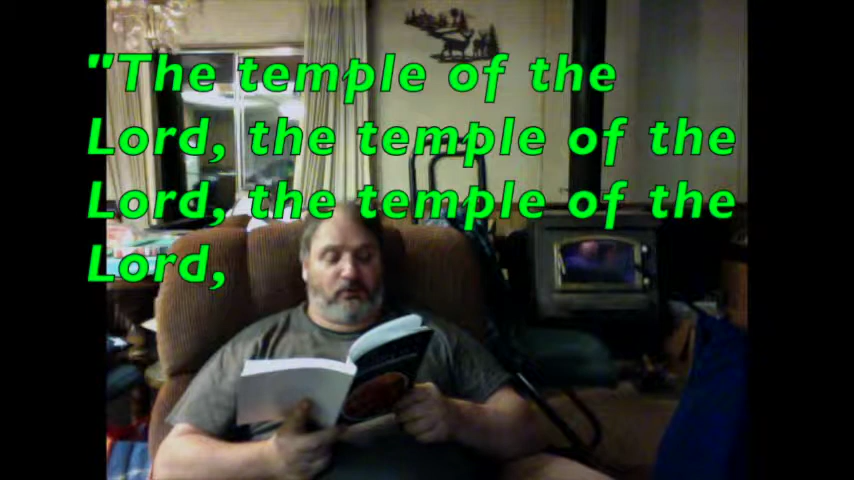 "The temple of the
Lord, the temple of the
Lord, the temple of the
Lord,